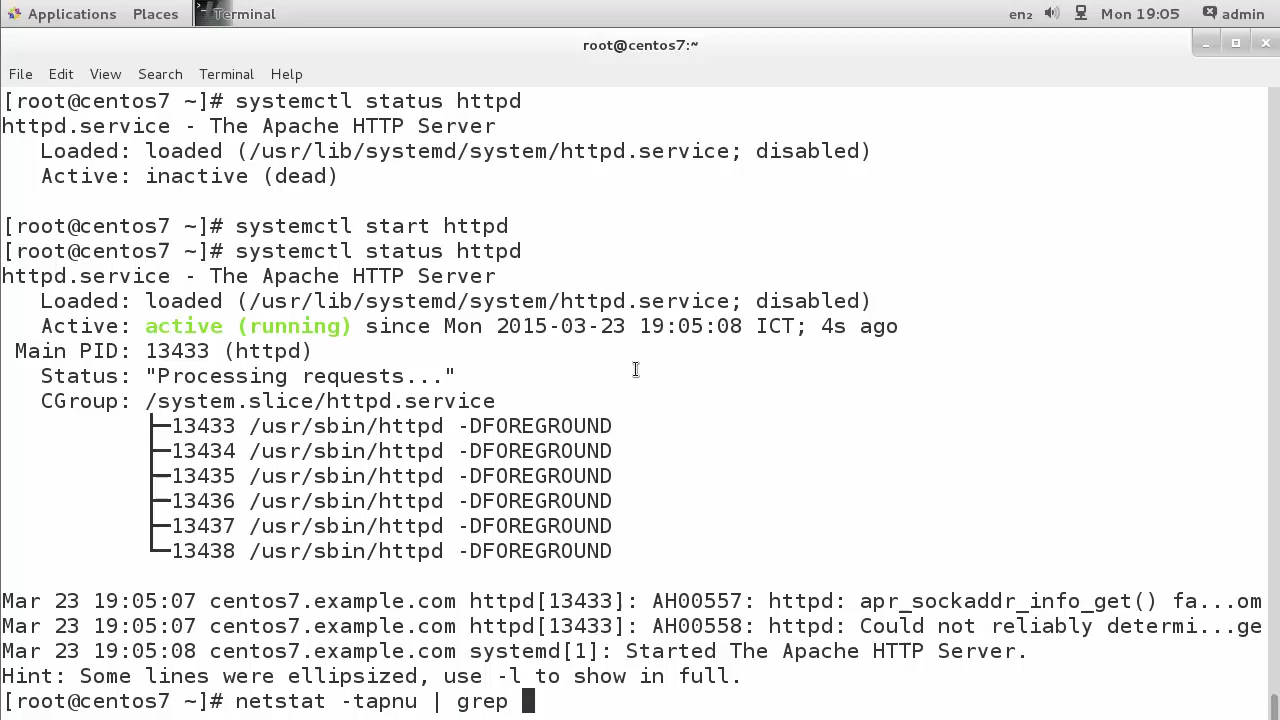 Applications Places Terminal en₂ Mon 19:05 admin
root@centos7:~
File Edit View Search Terminal Help
[root@centos7 ~]# systemctl status httpd
httpd.service - The Apache HTTP Server
   Loaded: loaded (/usr/lib/systemd/system/httpd.service; disabled)
   Active: inactive (dead)
[root@centos7 ~]# systemctl start httpd
[root@centos7 ~]# systemctl status httpd
httpd.service - The Apache HTTP Server
   Loaded: loaded (/usr/lib/systemd/system/httpd.service; disabled)
   Active: active (running) since Mon 2015-03-23 19:05:08 ICT; 4s ago
 Main PID: 13433 (httpd)
   Status: "Processing requests..."
   CGroup: /system.slice/httpd.service
           ├─13433 /usr/sbin/httpd -DFOREGROUND
           ├─13434 /usr/sbin/httpd -DFOREGROUND
           ├─13435 /usr/sbin/httpd -DFOREGROUND
           ├─13436 /usr/sbin/httpd -DFOREGROUND
           ├─13437 /usr/sbin/httpd -DFOREGROUND
           └─13438 /usr/sbin/httpd -DFOREGROUND
Mar 23 19:05:07 centos7.example.com httpd[13433]: AH00557: httpd: apr_sockaddr_info_get() fa...om
Mar 23 19:05:07 centos7.example.com httpd[13433]: AH00558: httpd: Could not reliably determi...ge
Mar 23 19:05:08 centos7.example.com systemd[1]: Started The Apache HTTP Server.
Hint: Some lines were ellipsized, use -l to show in full.
[root@centos7 ~]# netstat -tapnu | grep